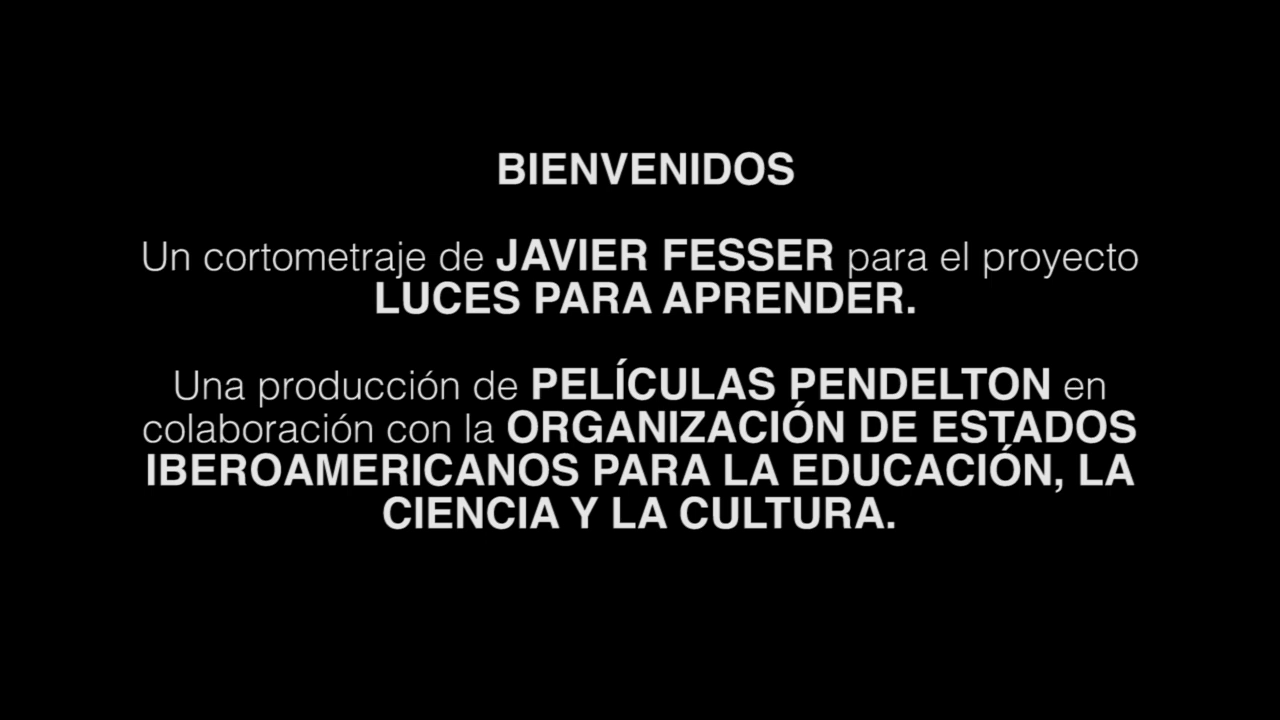 BIENVENIDOS
Un cortometraje de JAVIER FESSER para el proyecto
LUCES PARA APRENDER.
Una producción de PELÍCULAS PENDELTON en
colaboración con la ORGANIZACIÓN DE ESTADOS
IBEROAMERICANOS PARA LA EDUCACIÓN, LA
CIENCIA Y LA CULTURA.